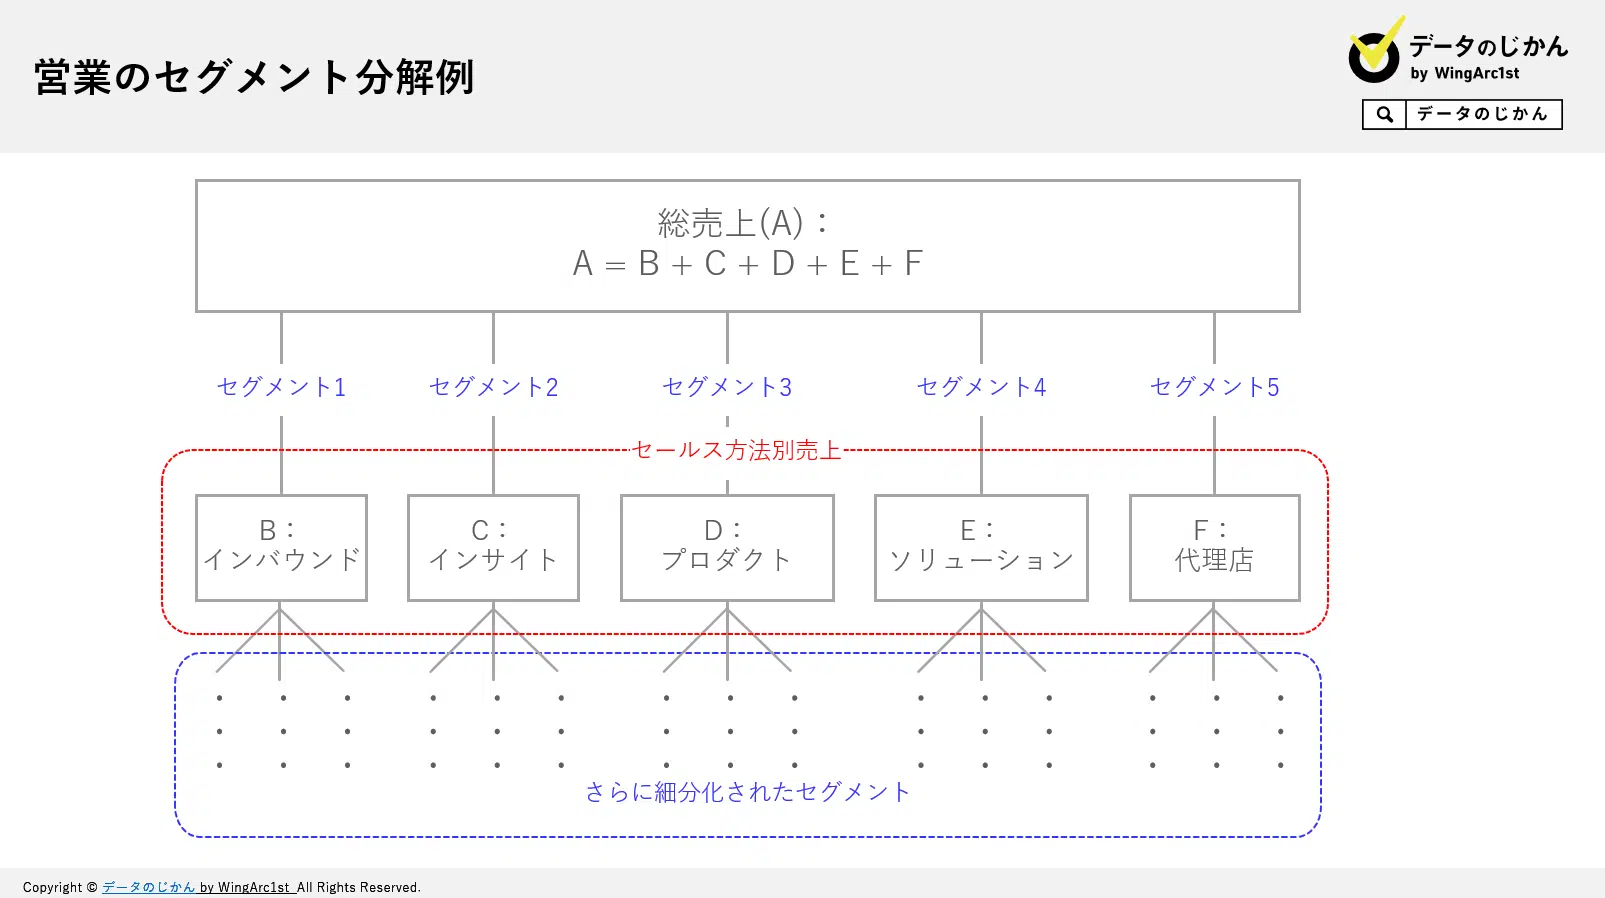 営業のセグメント分解例
データのじかん
by WingArc1st
データのじかん
総売上(A)：
A = B + C + D + E + F
セグメント1
セグメント2
セグメント3
セグメント4
セグメント5
セールス方法別売上
B：
インバウンド
C：
インサイト
D：
プロダクト
E：
ソリューション
F：
代理店
さらに細分化されたセグメント
Copyright © データのじかん by WingArc1st All Rights Reserved.